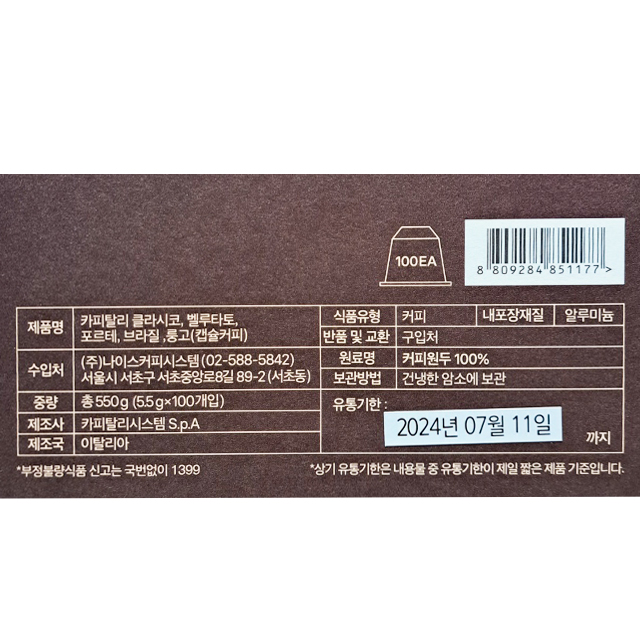 100EA
8 809284 851177 >
제품명 카피탈리 클라시코, 벨루타토,
포르테, 브라질 ,룽고(캡슐커피)
수입처 (주)나이스커피시스템 (02-588-5842)
서울시 서초구 서초중앙로8길 89-2 (서초동)
중량 총 550g (5.5g×100개입)
제조사 카피탈리시스템 S.p.A
제조국 이탈리아
*부정불량식품 신고는 국번없이 1399
식품유형 커피 내포장재질 알루미늄
반품 및 교환 구입처
원료명 커피원두 100%
보관방법 건냉한 암소에 보관
유통기한 :
2024년 07월 11일 까지
*상기 유통기한은 내용물 중 유통기한이 제일 짧은 제품 기준입니다.